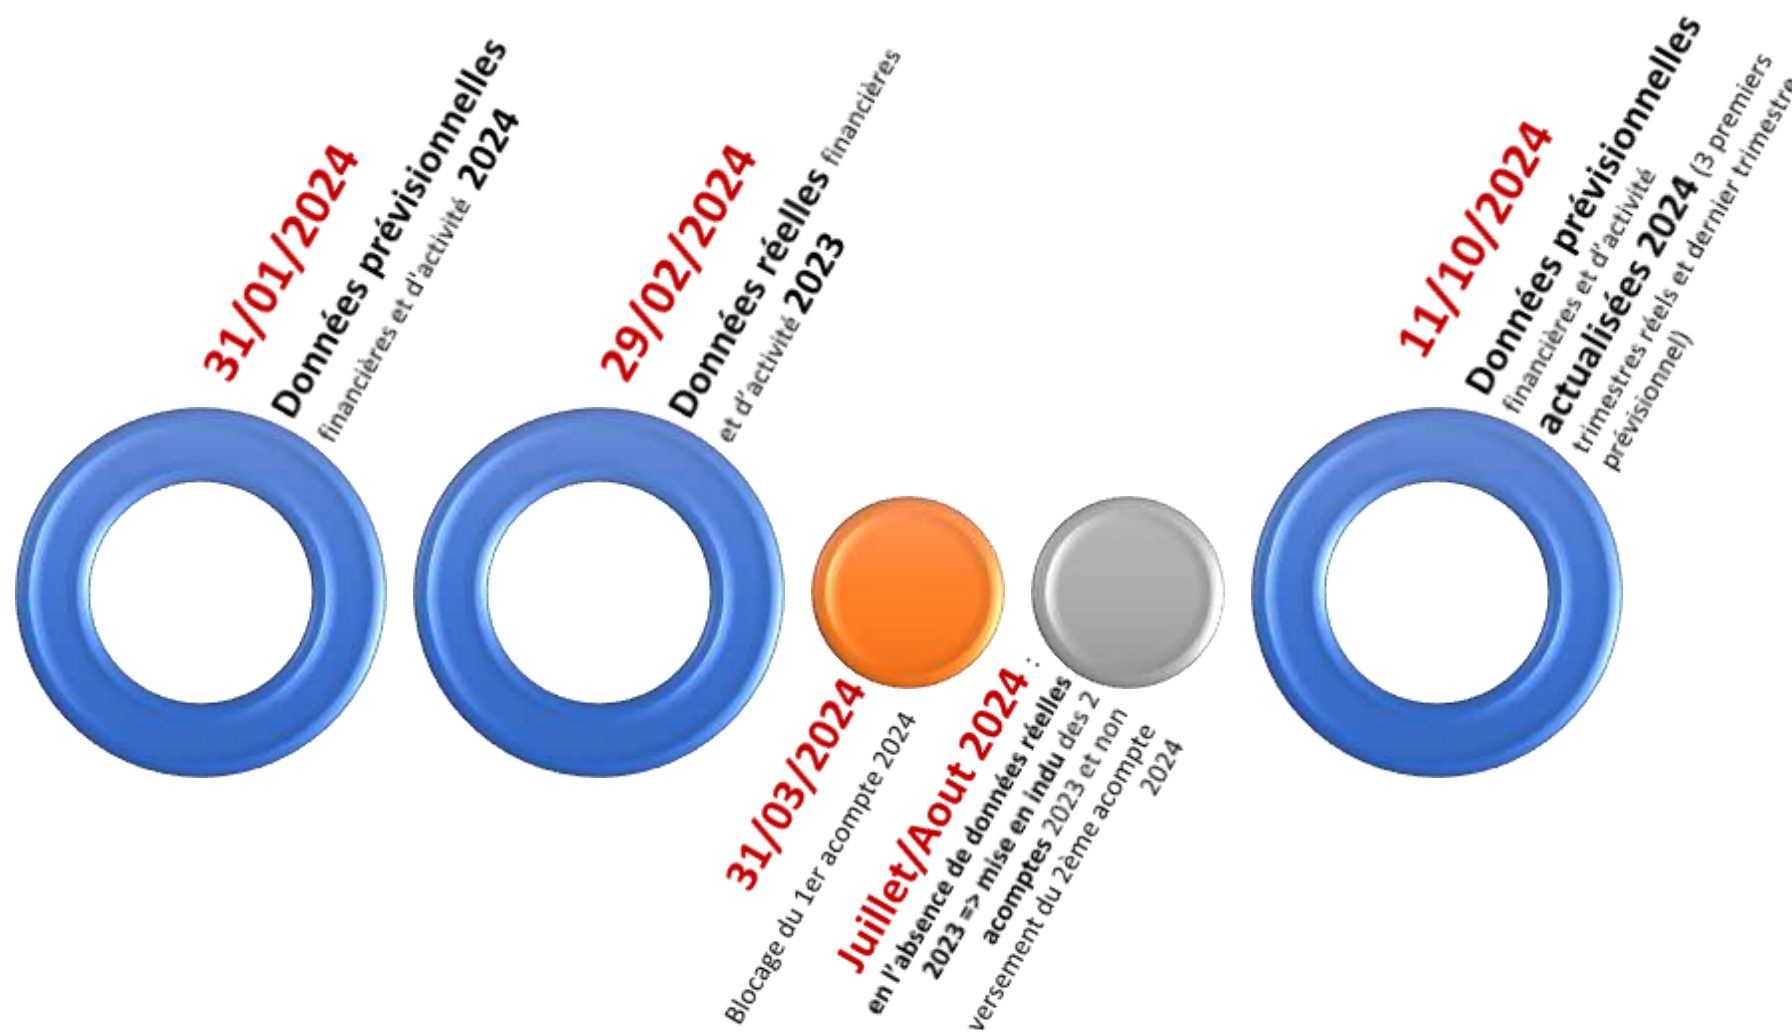 31/01/2024
Données prévisionnelles
financières et d'activité 2024
29/02/2024
Données réelles financières
et d'activité 2023
31/03/2024
Blocage du 1er acompte 2024
Juillet/Aout 2024 :
en l'absence de données réelles
2023 => mise en indu des 2
acomptes 2023 et non
versement du 2ème acompte
2024
11/10/2024
Données prévisionnelles
financières et d'activité
actualisées 2024 (3 premiers
trimestres réels et dernier trimestre
prévisionnel)